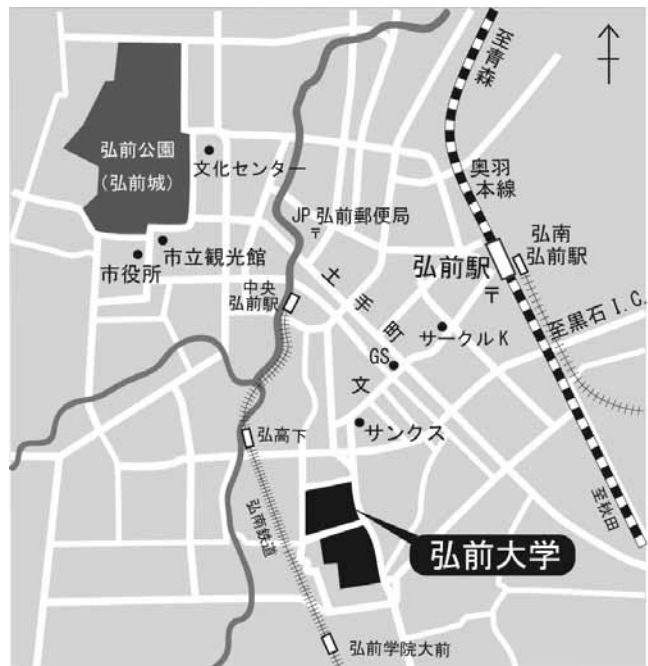 至青森
弘前公園
(弘前城)
文化センター
奥羽
本線
JP 弘前郵便局
〒
弘南
弘前駅
弘前駅
〒
市立観光館
市役所
中央
弘前駅
土手町
至黒石 I.C.
サークルK
GS
文
サンクス
弘高下
弘南鉄道
至秋田
弘前大学
弘前学院大前